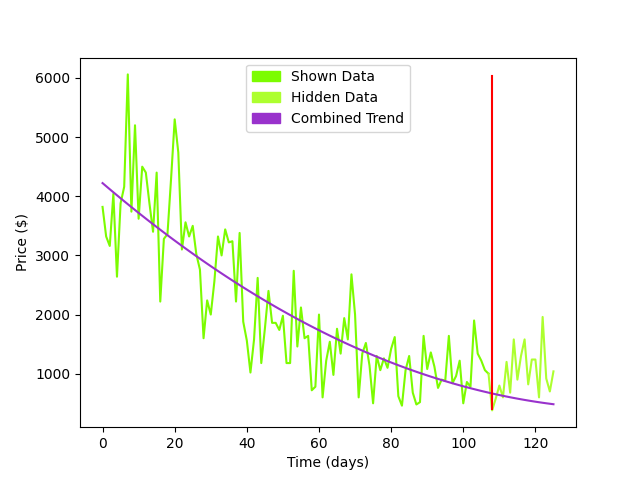 Shown Data
Hidden Data
Combined Trend
6000
5000
4000
3000
2000
1000
Price ($)
0 20 40 60 80 100 120
Time (days)